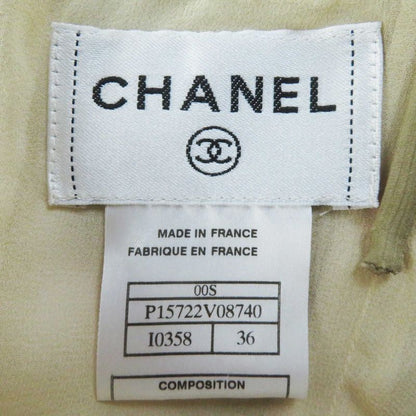 CHANEL
MADE IN FRANCE
FABRIQUE EN FRANCE
00S
P15722V08740
I0358 36
COMPOSITION